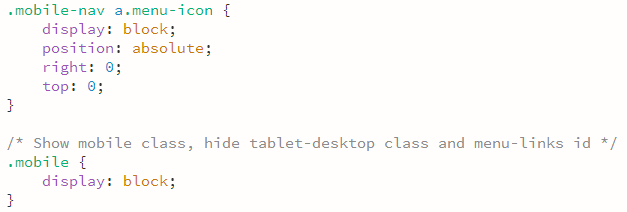 .mobile-nav a.menu-icon {
    display: block;
    position: absolute;
    right: 0;
    top: 0;
}

/* Show mobile class, hide tablet-desktop class and menu-links id */
.mobile {
    display: block;
}